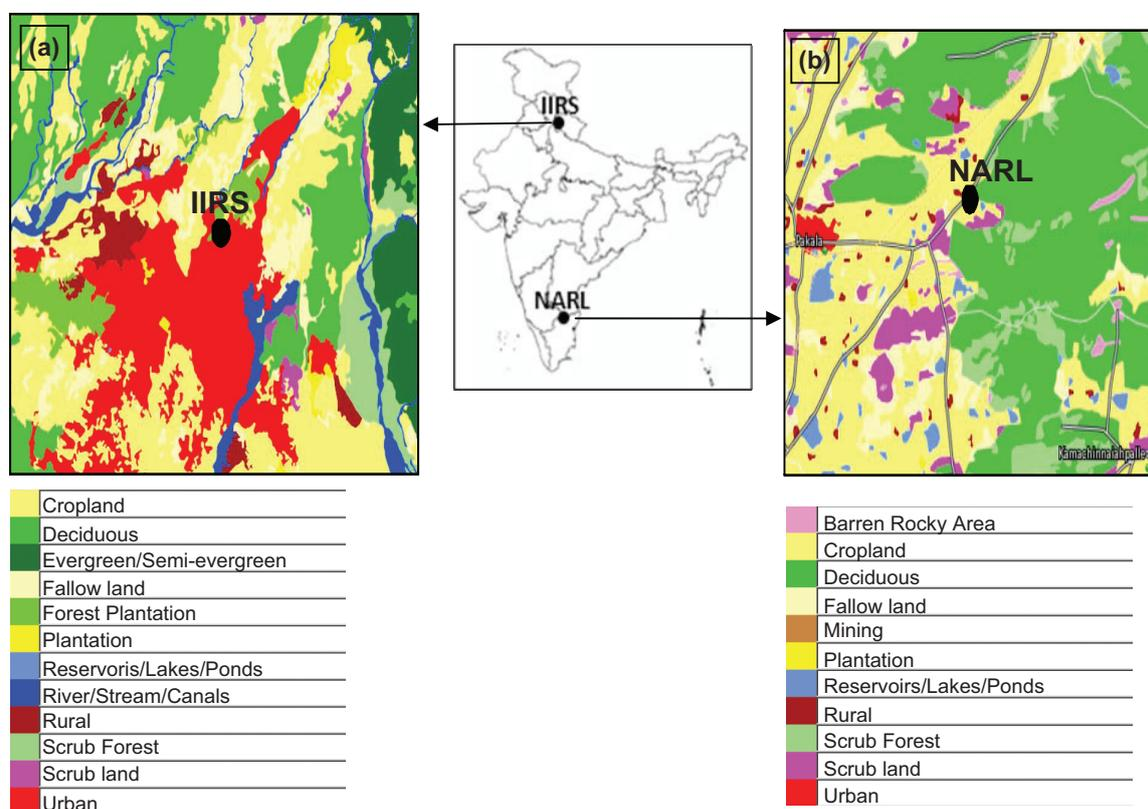 (a)
IIRS
IIRS
NARL
(b)
NARL
Pakala
Kamachinnaiahpalle
Cropland
Deciduous
Evergreen/Semi-evergreen
Fallow land
Forest Plantation
Plantation
Reservoris/Lakes/Ponds
River/Stream/Canals
Rural
Scrub Forest
Scrub land
Urban
Barren Rocky Area
Cropland
Deciduous
Fallow land
Mining
Plantation
Reservoirs/Lakes/Ponds
Rural
Scrub Forest
Scrub land
Urban